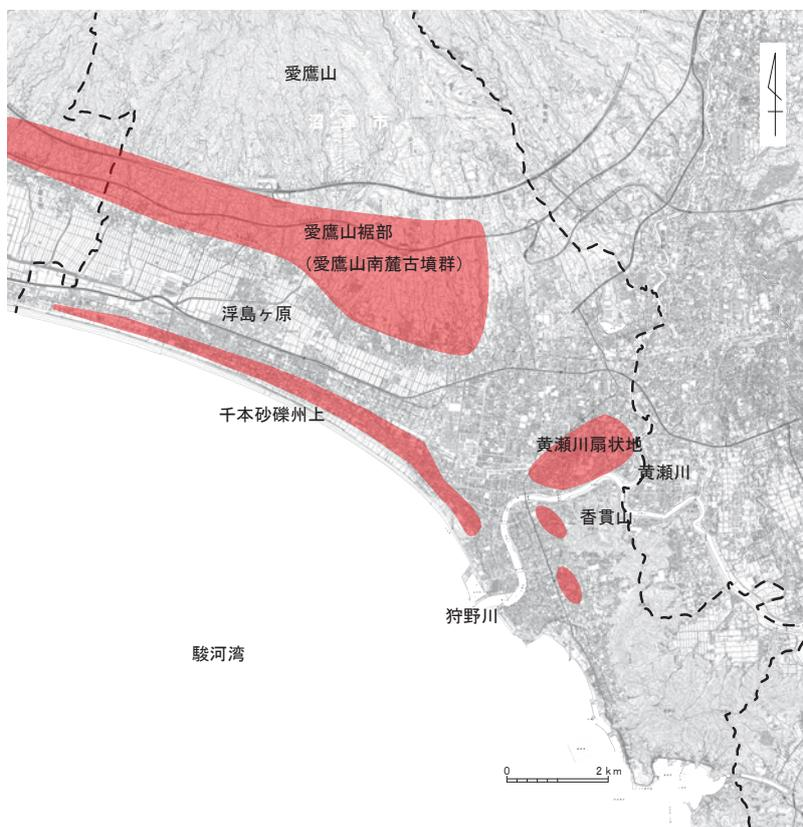 愛鷹山
沼津市
愛鷹山裾部
（愛鷹山南麓古墳群）
浮島ヶ原
千本砂礫州上
黄瀬川扇状地
黄瀬川
香貫山
狩野川
駿河湾
0 2km